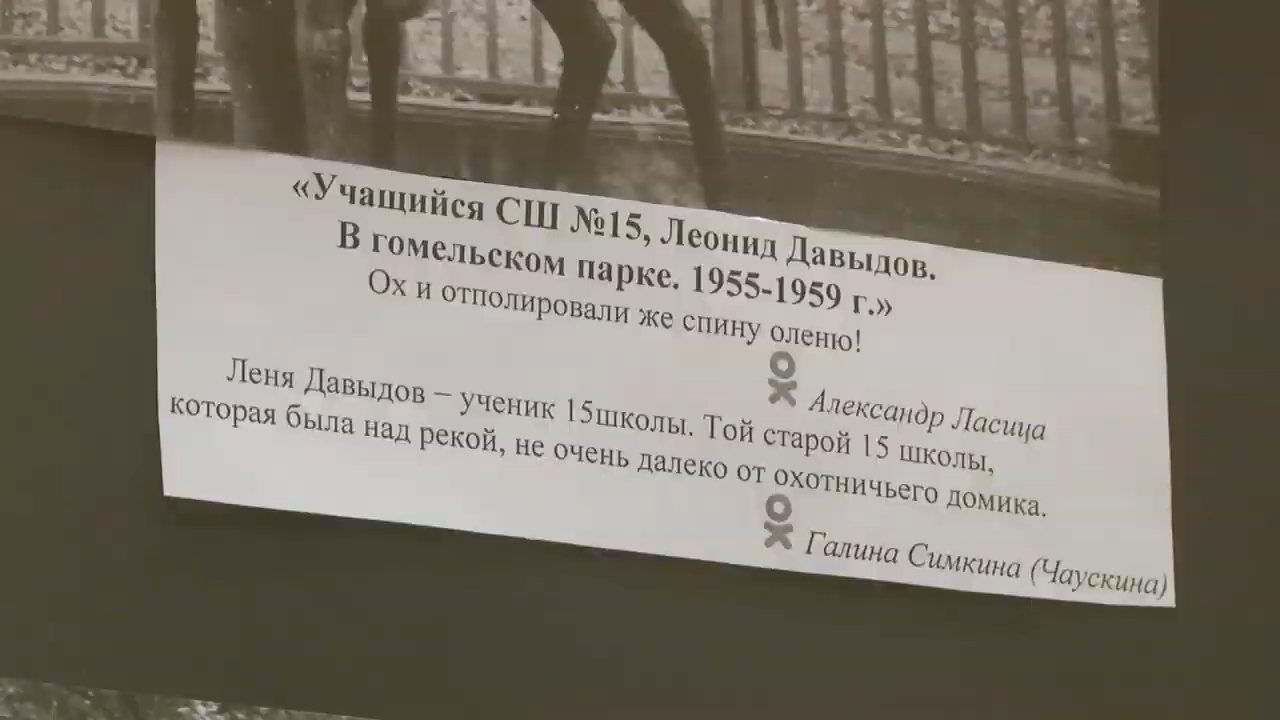 «Учащийся СШ №15, Леонид Давыдов.
В гомельском парке. 1955-1959 г.»
Ох и отполировали же спину оленю!
Александр Ласица
Леня Давыдов – ученик 15школы. Той старой 15 школы,
которая была над рекой, не очень далеко от охотничьего домика.
Галина Симкина (Чаускина)